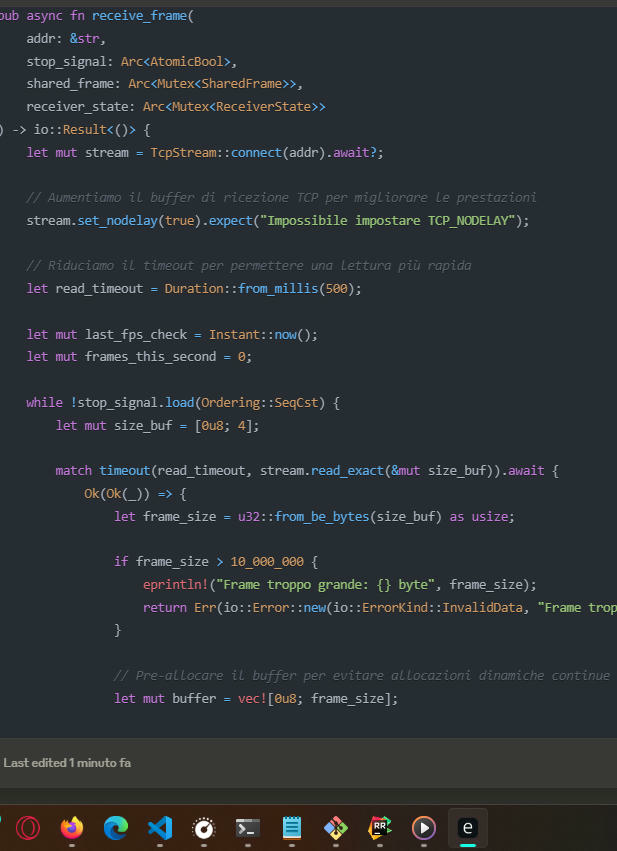 pub async fn receive_frame(
addr: &str,
stop_signal: Arc<AtomicBool>,
shared_frame: Arc<Mutex<SharedFrame>>,
receiver_state: Arc<Mutex<ReceiverState>>
) -> io::Result<()> {
let mut stream = TcpStream::connect(addr).await?;
// Aumentiamo il buffer di ricezione TCP per migliorare le prestazioni
stream.set_nodelay(true).expect("Impossibile impostare TCP_NODELAY");
// Riduciamo il timeout per permettere una lettura più rapida
let read_timeout = Duration::from_millis(500);
let mut last_fps_check = Instant::now();
let mut frames_this_second = 0;
while !stop_signal.load(Ordering::SeqCst) {
let mut size_buf = [0u8; 4];
match timeout(read_timeout, stream.read_exact(&mut size_buf)).await {
Ok(Ok(_)) => {
let frame_size = u32::from_be_bytes(size_buf) as usize;
if frame_size > 10_000_000 {
eprintln!("Frame troppo grande: {} byte", frame_size);
return Err(io::Error::new(io::ErrorKind::InvalidData, "Frame trop
}
// Pre-allocare il buffer per evitare allocazioni dinamiche continue
let mut buffer = vec![0u8; frame_size];
Last edited 1 minuto fa
RR
e